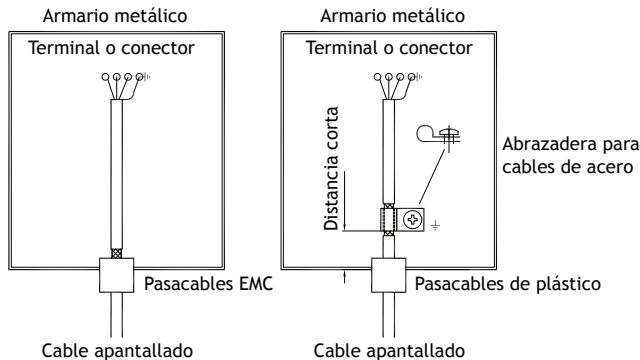 Armario metálico
Terminal o conector
Pasacables EMC
Cable apantallado
Armario metálico
Terminal o conector
Distancia corta
Abrazadera para
cables de acero
Pasacables de plástico
Cable apantallado